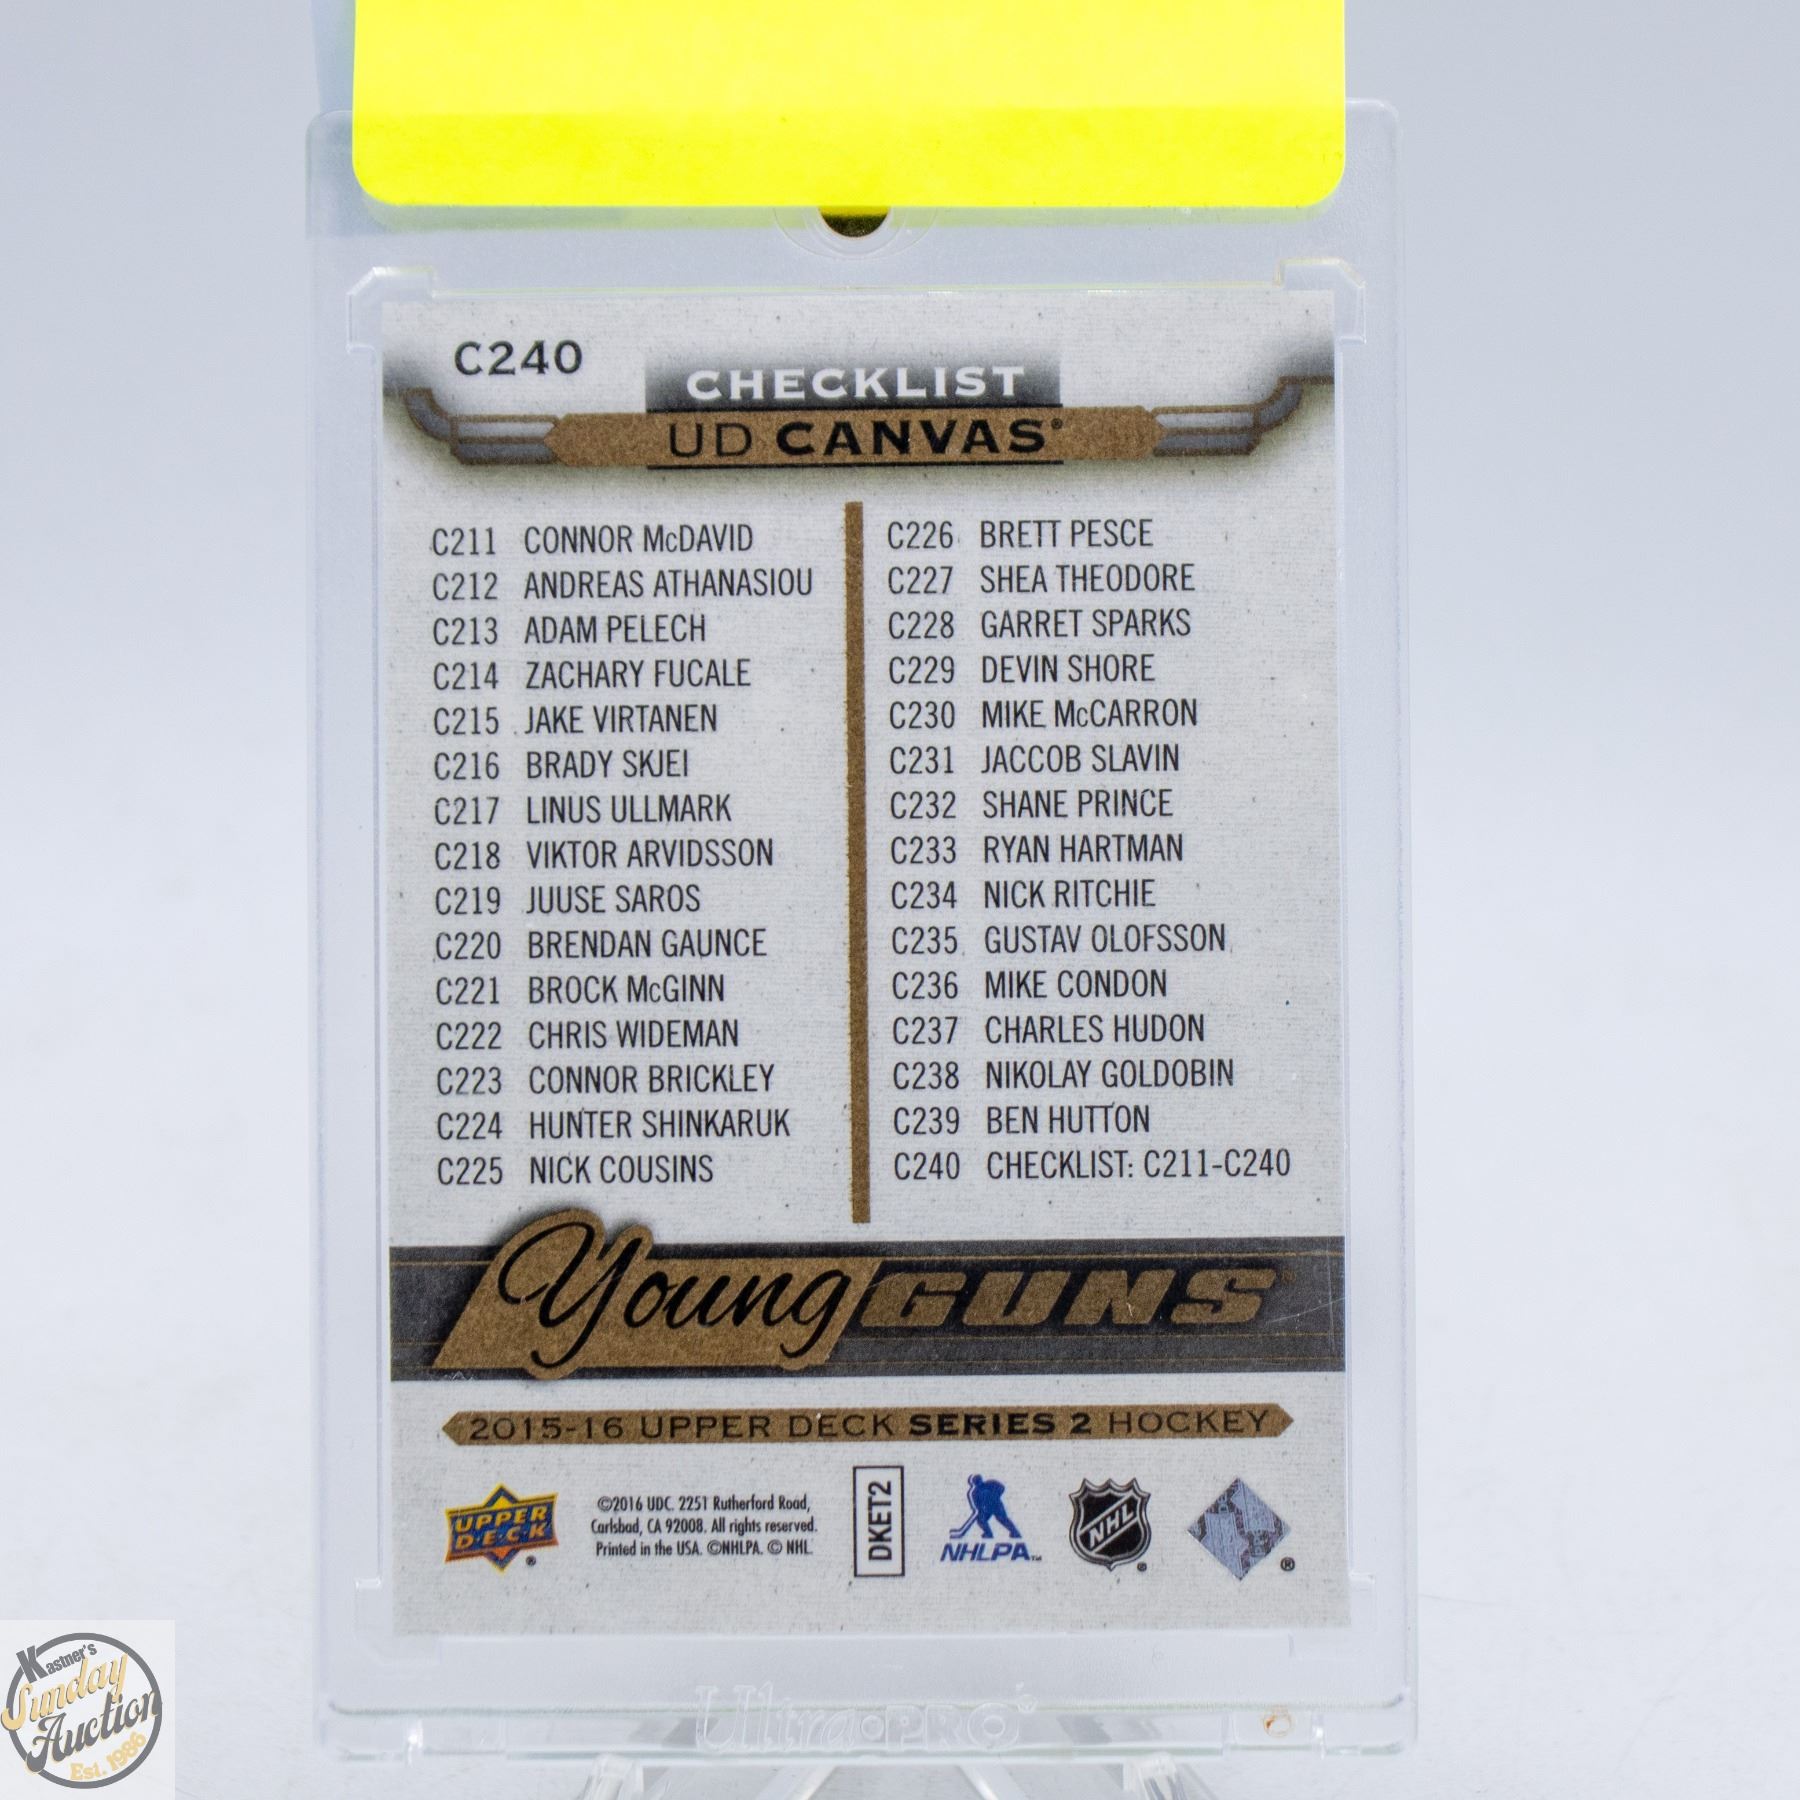 C240
CHECKLIST
UD CANVAS®
C211 CONNOR McDAVID
C212 ANDREAS ATHANASIOU
C213 ADAM PELECH
C214 ZACHARY FUCALE
C215 JAKE VIRTANEN
C216 BRADY SKJEI
C217 LINUS ULLMARK
C218 VIKTOR ARVIDSSON
C219 JUUSE SAROS
C220 BRENDAN GAUNCE
C221 BROCK McGINN
C222 CHRIS WIDEMAN
C223 CONNOR BRICKLEY
C224 HUNTER SHINKARUK
C225 NICK COUSINS
C226 BRETT PESCE
C227 SHEA THEODORE
C228 GARRET SPARKS
C229 DEVIN SHORE
C230 MIKE McCARRON
C231 JACCOB SLAVIN
C232 SHANE PRINCE
C233 RYAN HARTMAN
C234 NICK RITCHIE
C235 GUSTAV OLOFSSON
C236 MIKE CONDON
C237 CHARLES HUDON
C238 NIKOLAY GOLDOBIN
C239 BEN HUTTON
C240 CHECKLIST: C211-C240
Young GUNS®
2015-16 UPPER DECK SERIES 2 HOCKEY
UPPER
D·E·C·K
®
©2016 UDC. 2251 Rutherford Road,
Carlsbad, CA 92008. All rights reserved.
Printed in the USA. ©NHLPA. © NHL.
DKET2
NHLPA™
NHL
®
®
Ultra·PRO
Kastner's
Sunday
Auction
Est. 1986